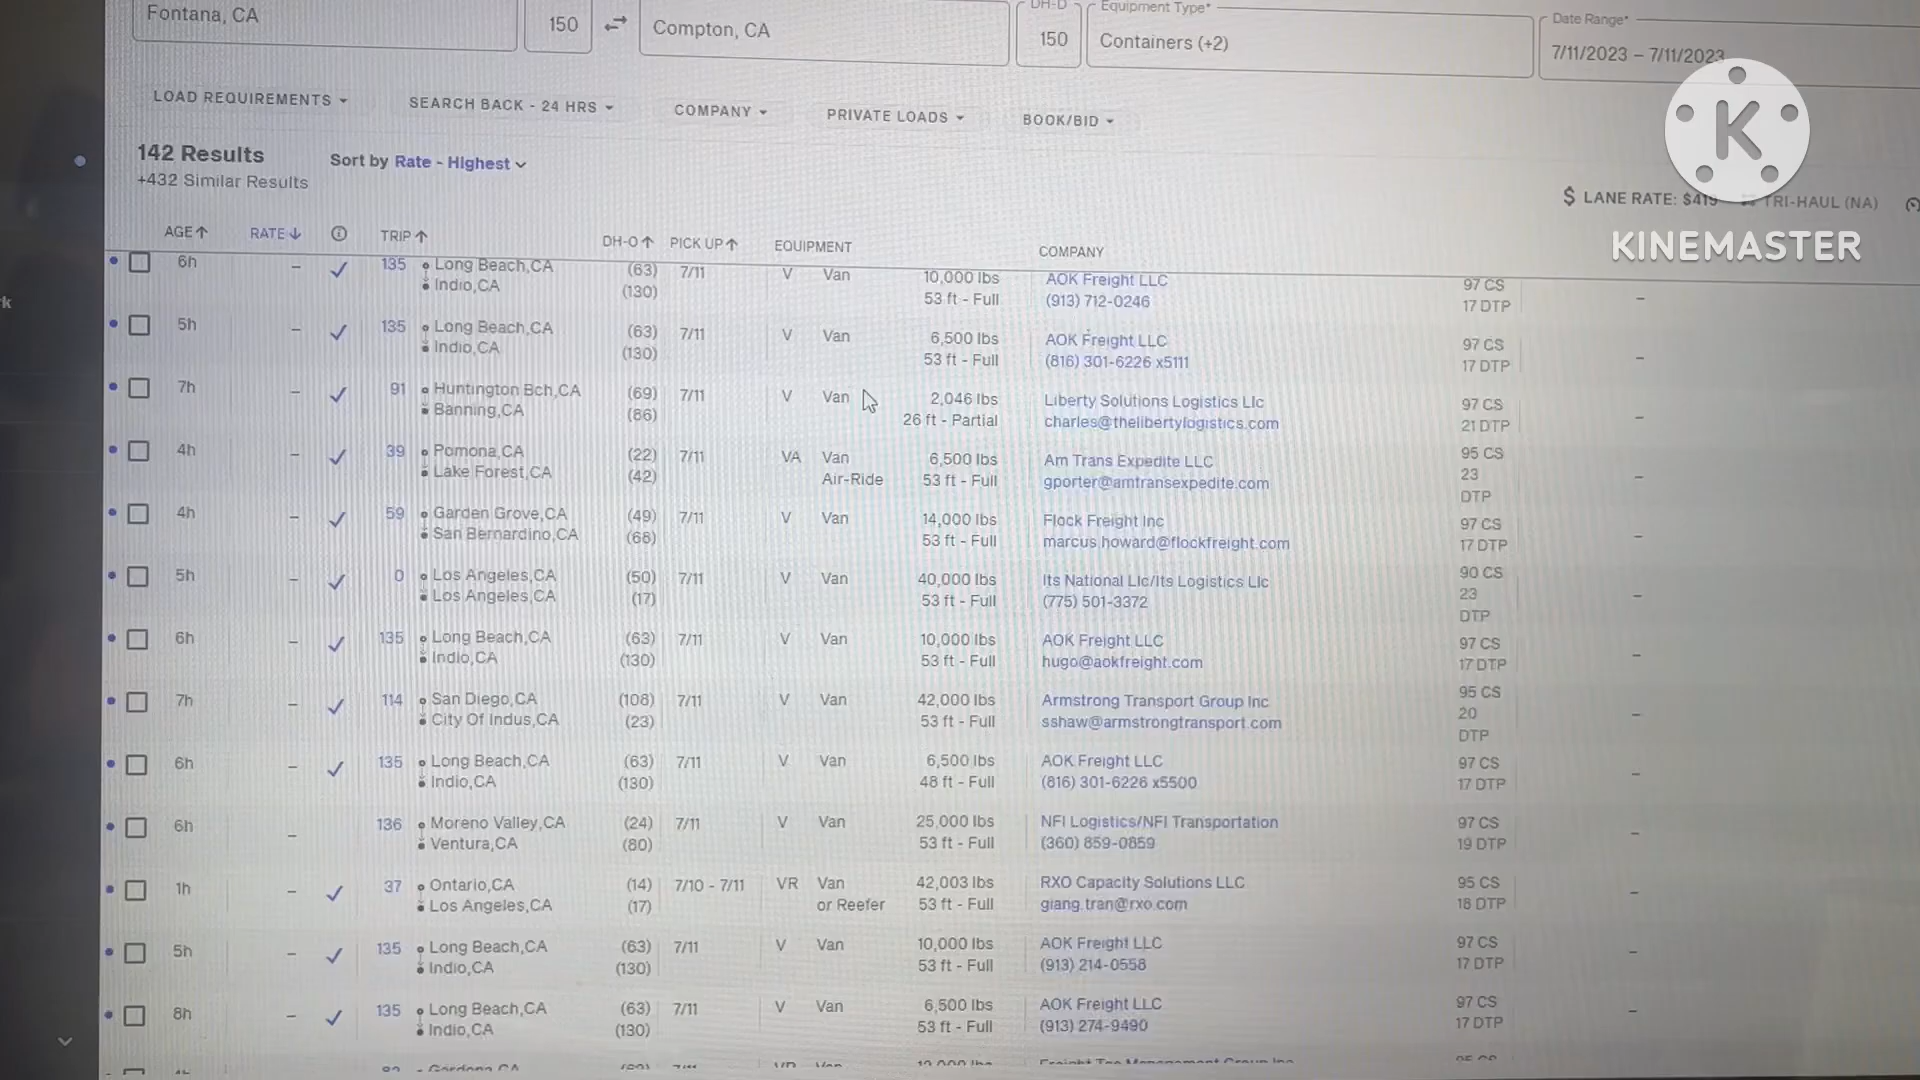 Fontana, CA 150 Compton, CA DH-D 150 Equipment Type* Containers (+2) Date Range* 7/11/2023 – 7/11/2023
LOAD REQUIREMENTS SEARCH BACK - 24 HRS COMPANY PRIVATE LOADS BOOK/BID
K
142 Results Sort by Rate - Highest
+432 Similar Results
$ LANE RATE: $419 TRI-HAUL (NA)
KINEMASTER
AGE↑ RATE↓ TRIP↑ DH-O↑ PICK UP↑ EQUIPMENT COMPANY
6h – 135 Long Beach,CA (63) 7/11 V Van 10,000 lbs AOK Freight LLC 97 CS –
Indio,CA (130) 53 ft - Full (913) 712-0246 17 DTP
5h – 135 Long Beach,CA (63) 7/11 V Van 6,500 lbs AOK Freight LLC 97 CS –
Indio,CA (130) 53 ft - Full (816) 301-6226 x5111 17 DTP
7h – 91 Huntington Bch,CA (69) 7/11 V Van 2,046 lbs Liberty Solutions Logistics Llc 97 CS –
Banning,CA (86) 26 ft - Partial charles@thelibertylogistics.com 21 DTP
4h – 39 Pomona,CA (22) 7/11 VA Van 6,500 lbs Am Trans Expedite LLC 95 CS –
Lake Forest,CA (42) Air-Ride 53 ft - Full gporter@amtransexpedite.com 23
DTP
4h – 59 Garden Grove,CA (49) 7/11 V Van 14,000 lbs Flock Freight Inc 97 CS –
San Bernardino,CA (66) 53 ft - Full marcus.howard@flockfreight.com 17 DTP
5h – 0 Los Angeles,CA (50) 7/11 V Van 40,000 lbs Its National Llc/Its Logistics Llc 90 CS –
Los Angeles,CA (17) 53 ft - Full (775) 501-3372 23
DTP
6h – 135 Long Beach,CA (63) 7/11 V Van 10,000 lbs AOK Freight LLC 97 CS –
Indio,CA (130) 53 ft - Full hugo@aokfreight.com 17 DTP
7h – 114 San Diego,CA (108) 7/11 V Van 42,000 lbs Armstrong Transport Group Inc 95 CS –
City Of Indus,CA (23) 53 ft - Full sshaw@armstrongtransport.com 20
DTP
6h – 135 Long Beach,CA (63) 7/11 V Van 6,500 lbs AOK Freight LLC 97 CS –
Indio,CA (130) 48 ft - Full (816) 301-6226 x5500 17 DTP
6h – 136 Moreno Valley,CA (24) 7/11 V Van 25,000 lbs NFI Logistics/NFI Transportation 97 CS –
Ventura,CA (80) 53 ft - Full (360) 859-0859 19 DTP
1h – 37 Ontario,CA (14) 7/10 - 7/11 VR Van 42,003 lbs RXO Capacity Solutions LLC 95 CS –
Los Angeles,CA (17) or Reefer 53 ft - Full giang.tran@rxo.com 18 DTP
5h – 135 Long Beach,CA (63) 7/11 V Van 10,000 lbs AOK Freight LLC 97 CS –
Indio,CA (130) 53 ft - Full (913) 214-0558 17 DTP
8h – 135 Long Beach,CA (63) 7/11 V Van 6,500 lbs AOK Freight LLC 97 CS –
Indio,CA (130) 53 ft - Full (913) 274-9490 17 DTP